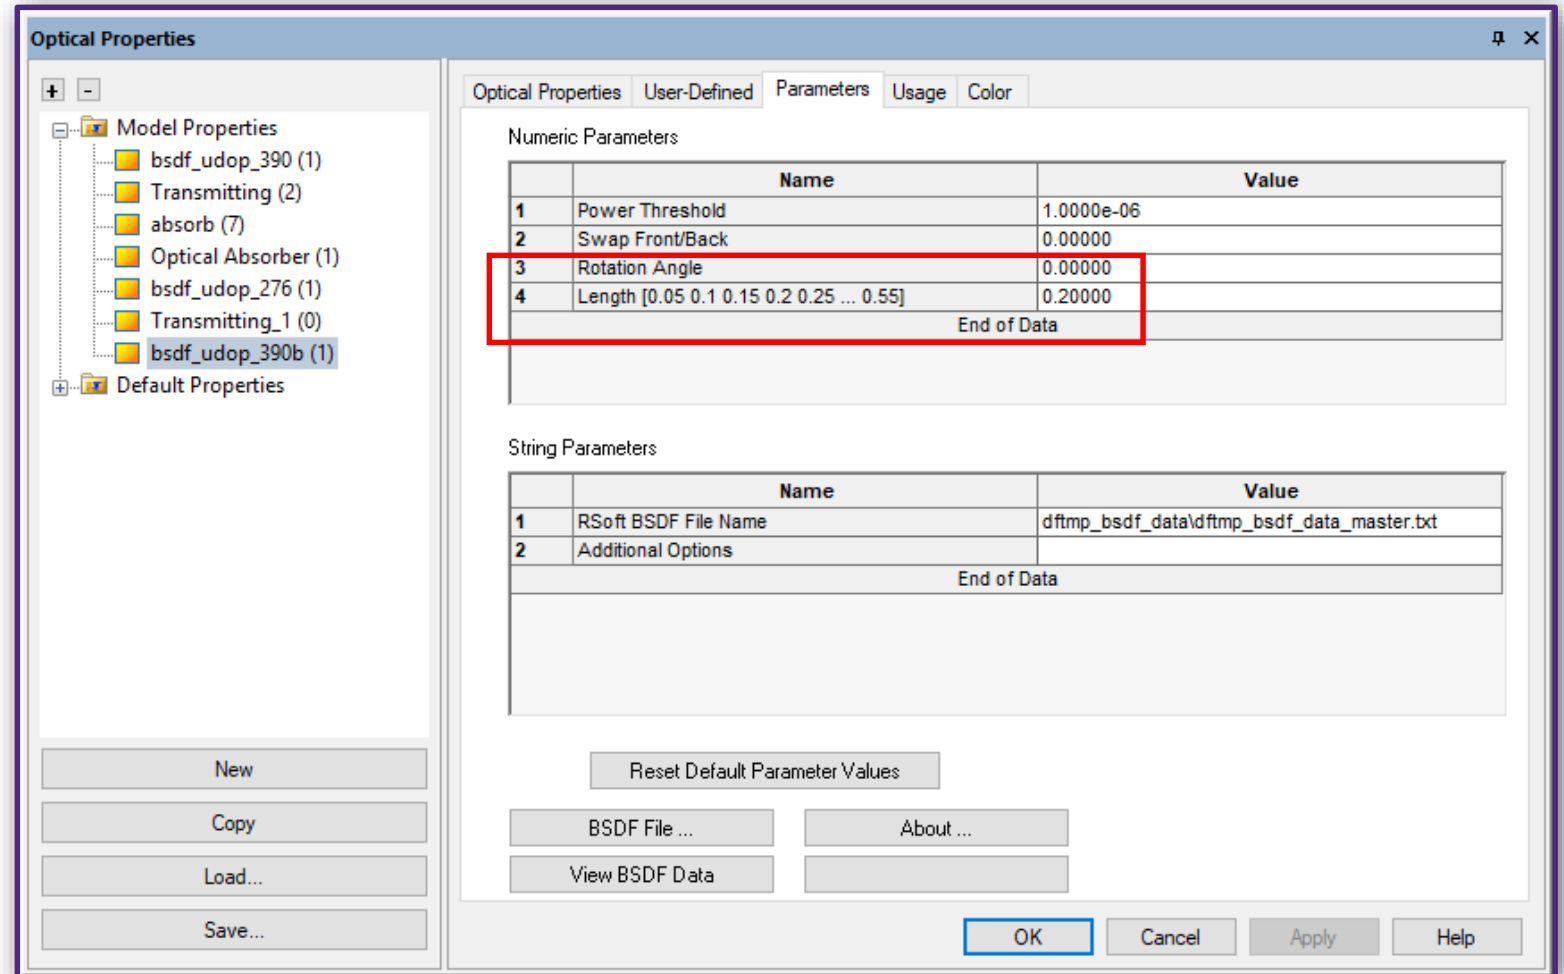 Optical Properties
+ -
Model Properties
bsdf_udop_390 (1)
Transmitting (2)
absorb (7)
Optical Absorber (1)
bsdf_udop_276 (1)
Transmitting_1 (0)
bsdf_udop_390b (1)
Default Properties
New
Copy
Load...
Save...
Optical Properties User-Defined Parameters Usage Color
Numeric Parameters
Name Value
1 Power Threshold 1.0000e-06
2 Swap Front/Back 0.00000
3 Rotation Angle 0.00000
4 Length [0.05 0.1 0.15 0.2 0.25 ... 0.55] 0.20000
End of Data
String Parameters
Name Value
1 RSoft BSDF File Name dftmp_bsdf_data\dftmp_bsdf_data_master.txt
2 Additional Options
End of Data
Reset Default Parameter Values
BSDF File ... About ...
View BSDF Data
OK Cancel Apply Help